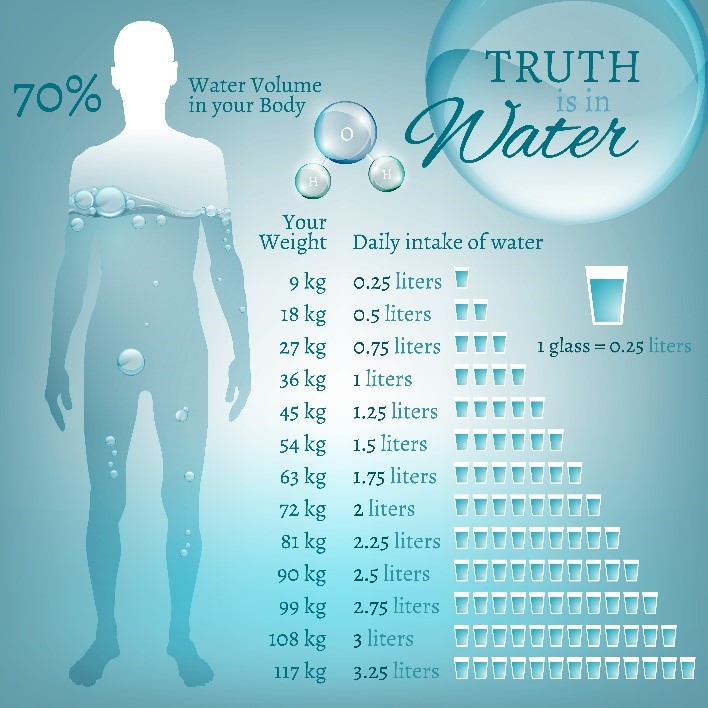 TRUTH
is in
Water
70%
Water Volume
in your Body
O
H
H
Your
Weight
Daily intake of water
9 kg 0.25 liters
18 kg 0.5 liters
27 kg 0.75 liters
36 kg 1 liters
45 kg 1.25 liters
54 kg 1.5 liters
63 kg 1.75 liters
72 kg 2 liters
81 kg 2.25 liters
90 kg 2.5 liters
99 kg 2.75 liters
108 kg 3 liters
117 kg 3.25 liters
1 glass = 0.25 liters